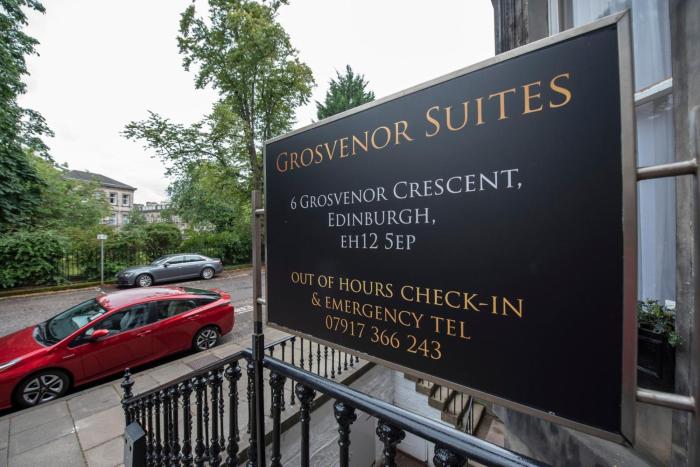 GROSVENOR SUITES
6 GROSVENOR CRESCENT,
EDINBURGH,
EH12 5EP
OUT OF HOURS CHECK-IN
& EMERGENCY TEL
07917 366 243